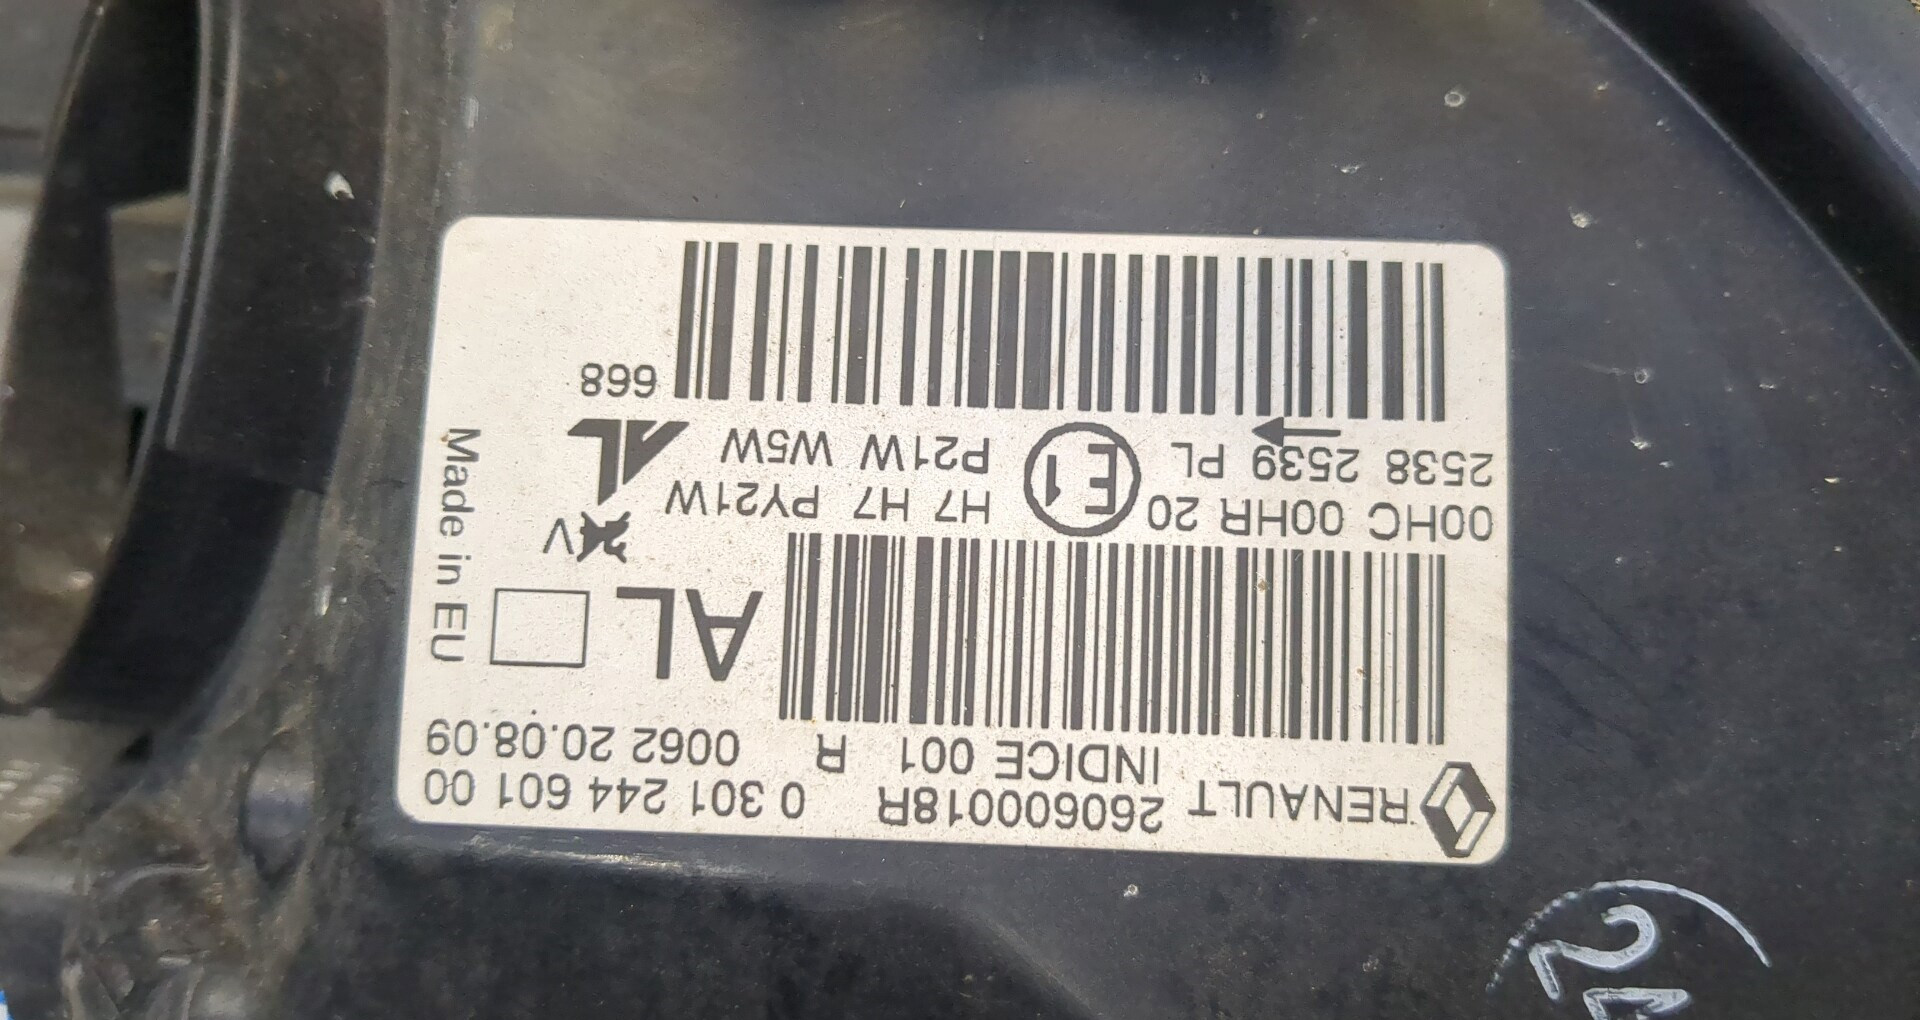 RENAULT 260600018R 0 301 244 601 00
INDICE 001 R 0062 20.08.09
AL
Made in EU
00HC 00HR 20 E1 H7 H7 PY21W V
2538 2539 PL P21W W5W AL
668